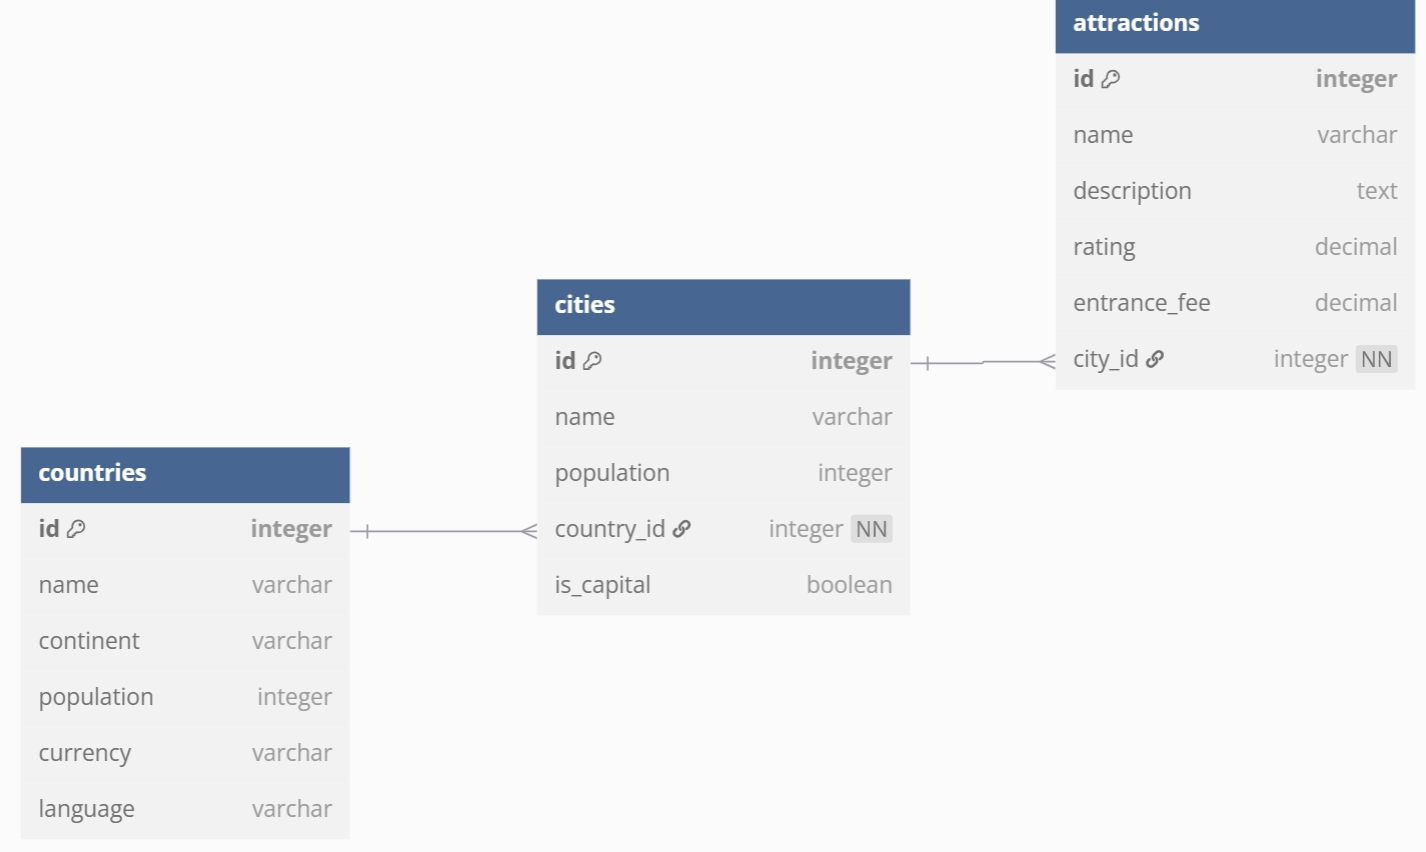 attractions
id integer
name varchar
description text
rating decimal
entrance_fee decimal
city_id integer NN
cities
id integer
name varchar
population integer
country_id integer NN
is_capital boolean
countries
id integer
name varchar
continent varchar
population integer
currency varchar
language varchar